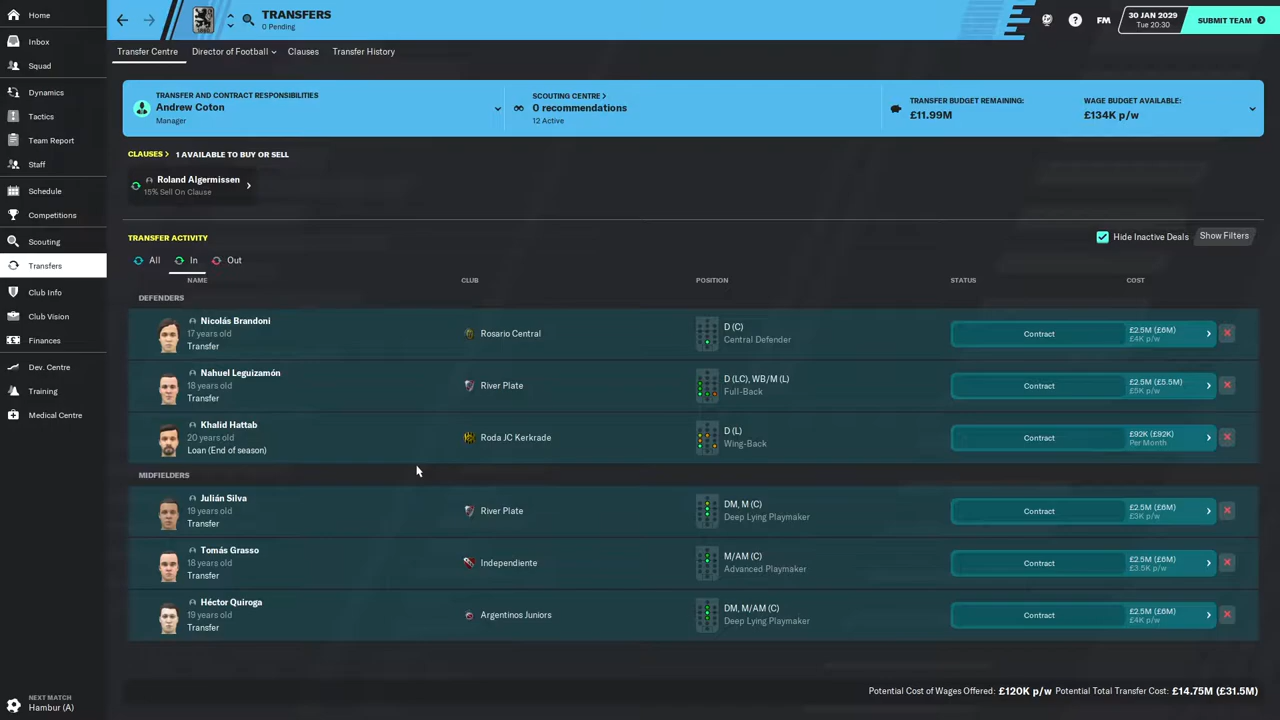 Home
Inbox
Squad
Dynamics
Tactics
Team Report
Staff
Schedule
Competitions
Scouting
Transfers
Club Info
Club Vision
Finances
Dev. Centre
Training
Medical Centre
NEXT MATCH
Hambur (A)
TRANSFERS
0 Pending
FM
30 JAN 2029
Tue 20:30
SUBMIT TEAM
Transfer Centre
Director of Football
Clauses
Transfer History
TRANSFER AND CONTRACT RESPONSIBILITIES
Andrew Coton
Manager
SCOUTING CENTRE >
0 recommendations
12 Active
TRANSFER BUDGET REMAINING:
£11.99M
WAGE BUDGET AVAILABLE:
£134K p/w
CLAUSES > 1 AVAILABLE TO BUY OR SELL
Roland Algermissen
15% Sell On Clause
TRANSFER ACTIVITY
Hide Inactive Deals
Show Filters
All In Out
NAME CLUB POSITION STATUS COST
DEFENDERS
Nicolás Brandoni
17 years old
Transfer
Rosario Central
D (C)
Central Defender
Contract
£2.5M (£6M)
£4K p/w
Nahuel Leguizamón
18 years old
Transfer
River Plate
D (LC), WB/M (L)
Full-Back
Contract
£2.5M (£5.5M)
£5K p/w
Khalid Hattab
20 years old
Loan (End of season)
Roda JC Kerkrade
D (L)
Wing-Back
Contract
£92K (£92K)
Per Month
MIDFIELDERS
Julián Silva
19 years old
Transfer
River Plate
DM, M (C)
Deep Lying Playmaker
Contract
£2.5M (£6M)
£3K p/w
Tomás Grasso
18 years old
Transfer
Independiente
M/AM (C)
Advanced Playmaker
Contract
£2.5M (£6M)
£3.5K p/w
Héctor Quiroga
19 years old
Transfer
Argentinos Juniors
DM, M/AM (C)
Deep Lying Playmaker
Contract
£2.5M (£6M)
£4K p/w
Potential Cost of Wages Offered: £120K p/w Potential Total Transfer Cost: £14.75M (£31.5M)